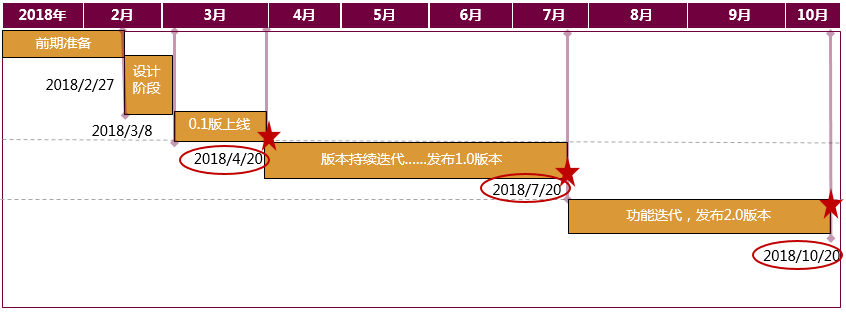 2018年 2月 3月 4月 5月 6月 7月 8月 9月 10月
前期准备
设计
阶段
2018/2/27
0.1版上线
2018/3/8
版本持续迭代......发布1.0版本
2018/4/20
2018/7/20
功能迭代，发布2.0版本
2018/10/20